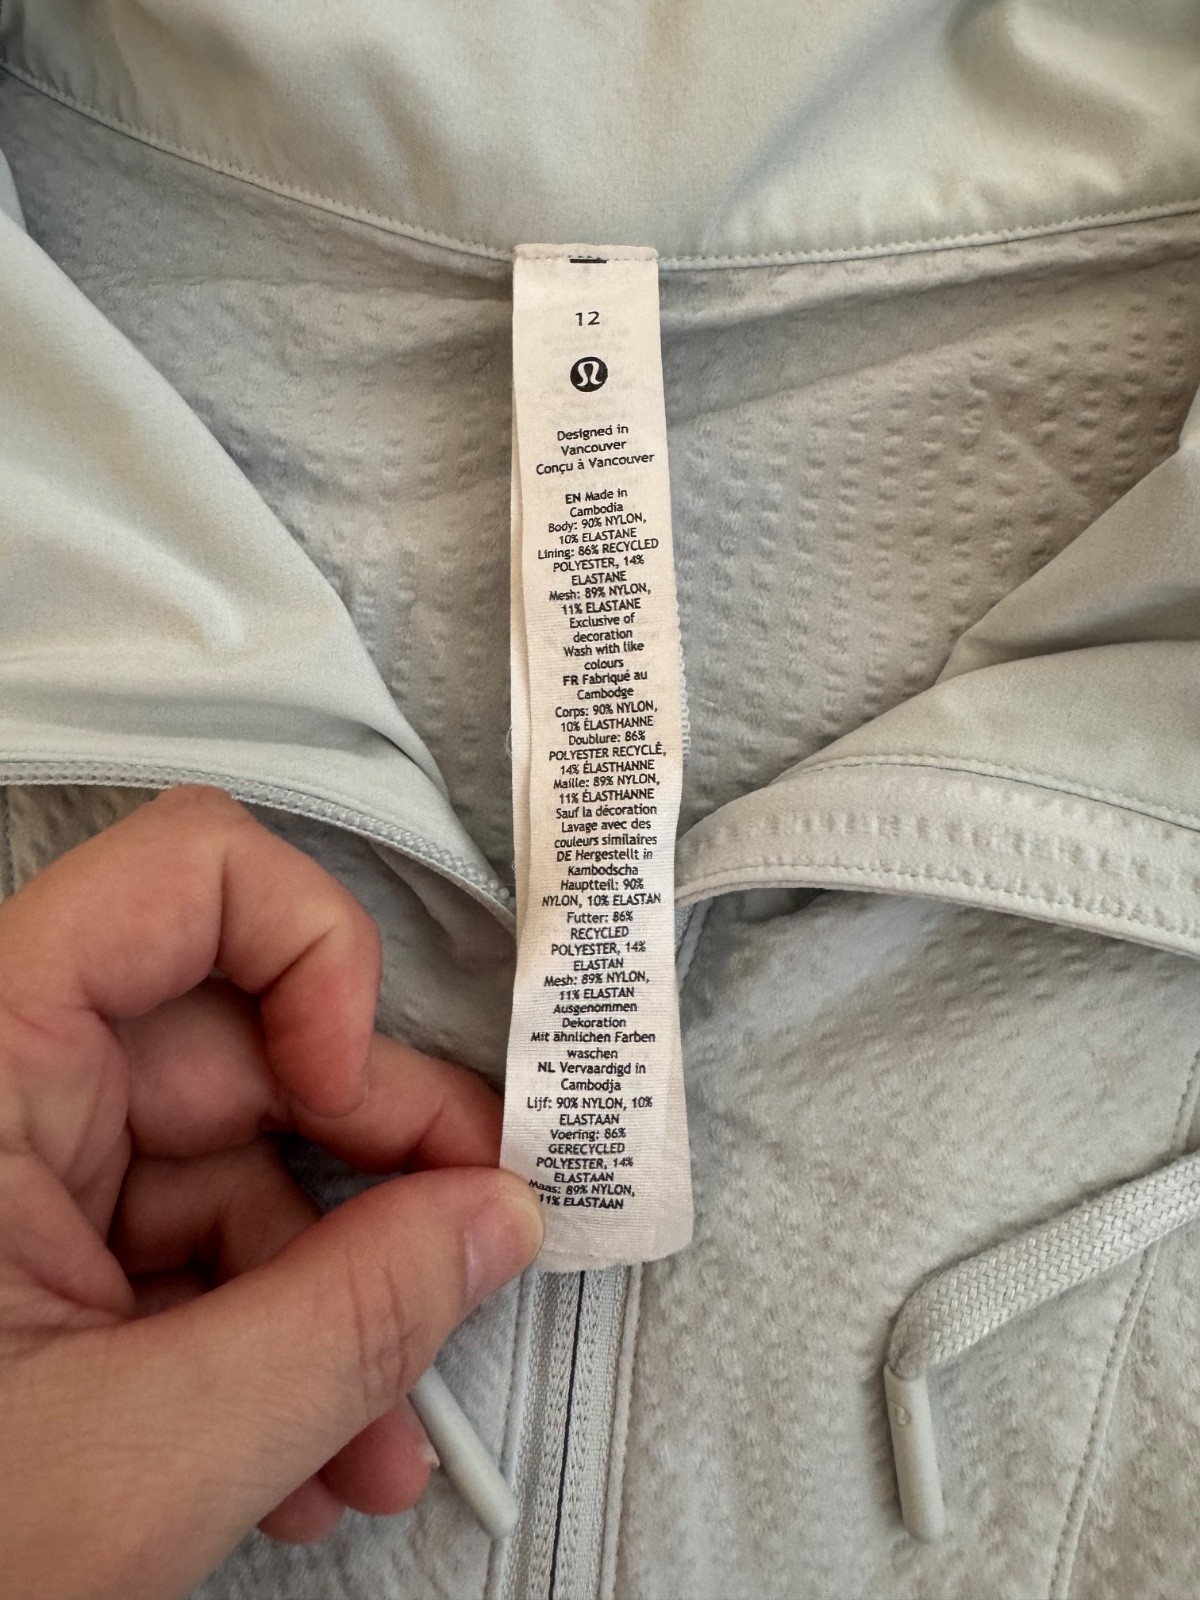 12
Designed in
Vancouver
Conçu à Vancouver
EN Made in
Cambodia
Body: 90% NYLON,
10% ELASTANE
Lining: 86% RECYCLED
POLYESTER, 14%
ELASTANE
Mesh: 89% NYLON,
11% ELASTANE
Exclusive of
decoration
Wash with like
colours
FR Fabriqué au
Cambodge
Corps: 90% NYLON,
10% ÉLASTHANNE
Doublure: 86%
POLYESTER RECYCLÉ,
14% ÉLASTHANNE
Maille: 89% NYLON,
11% ÉLASTHANNE
Sauf la décoration
Lavage avec des
couleurs similaires
DE Hergestellt in
Kambodscha
Hauptteil: 90%
NYLON, 10% ELASTAN
Futter: 86%
RECYCLED
POLYESTER, 14%
ELASTAN
Mesh: 89% NYLON,
11% ELASTAN
Ausgenommen
Dekoration
Mit ähnlichen Farben
waschen
NL Vervaardigd in
Cambodja
Lijf: 90% NYLON, 10%
ELASTAAN
Voering: 86%
GERECYCLED
POLYESTER, 14%
ELASTAAN
Maas: 89% NYLON,
11% ELASTAAN